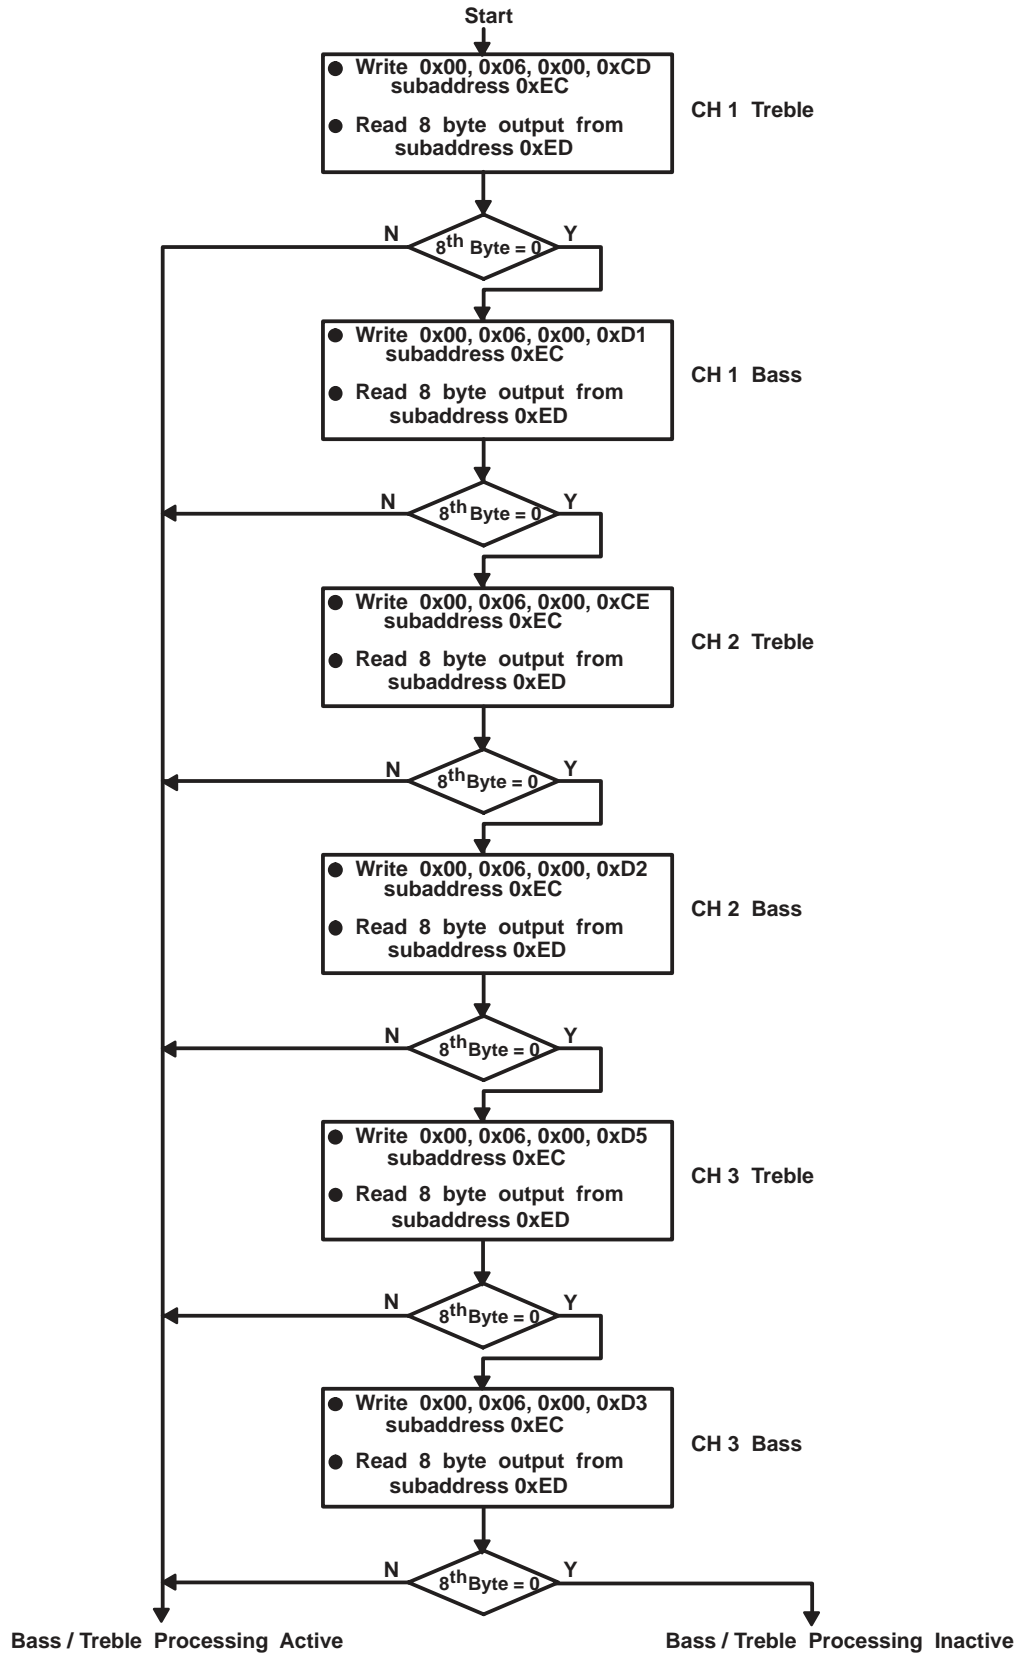 Start
● Write 0x00, 0x06, 0x00, 0xCD
subaddress 0xEC
● Read 8 byte output from
subaddress 0xED
CH 1 Treble
N
8th Byte = 0
Y
● Write 0x00, 0x06, 0x00, 0xD1
subaddress 0xEC
● Read 8 byte output from
subaddress 0xED
CH 1 Bass
N
8th Byte = 0
Y
● Write 0x00, 0x06, 0x00, 0xCE
subaddress 0xEC
● Read 8 byte output from
subaddress 0xED
CH 2 Treble
N
8th Byte = 0
Y
● Write 0x00, 0x06, 0x00, 0xD2
subaddress 0xEC
● Read 8 byte output from
subaddress 0xED
CH 2 Bass
N
8th Byte = 0
Y
● Write 0x00, 0x06, 0x00, 0xD5
subaddress 0xEC
● Read 8 byte output from
subaddress 0xED
CH 3 Treble
N
8th Byte = 0
Y
● Write 0x00, 0x06, 0x00, 0xD3
subaddress 0xEC
● Read 8 byte output from
subaddress 0xED
CH 3 Bass
N
8th Byte = 0
Y
Bass / Treble Processing Active
Bass / Treble Processing Inactive